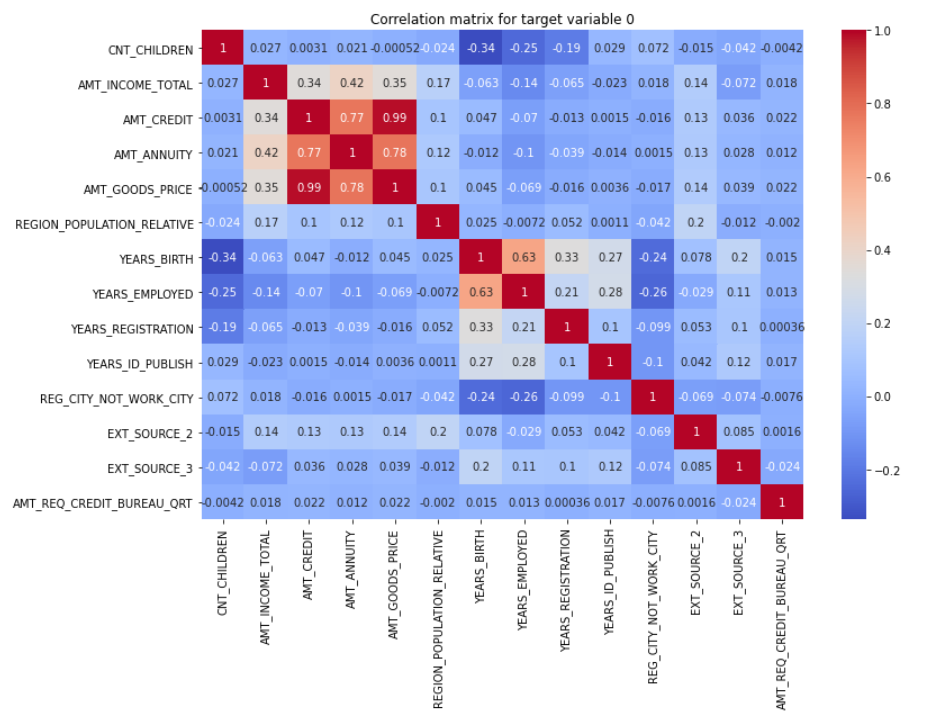 Correlation matrix for target variable 0
CNT_CHILDREN 1 0.027 0.0031 0.021 -0.00052 -0.024 -0.34 -0.25 -0.19 0.029 0.072 -0.015 -0.042 -0.0042
AMT_INCOME_TOTAL 0.027 1 0.34 0.42 0.35 0.17 -0.063 -0.14 -0.065 -0.023 0.018 0.14 -0.072 0.018
AMT_CREDIT 0.0031 0.34 1 0.77 0.99 0.1 0.047 -0.07 -0.013 0.0015 -0.016 0.13 0.036 0.022
AMT_ANNUITY 0.021 0.42 0.77 1 0.78 0.12 -0.012 -0.1 -0.039 -0.014 0.0015 0.13 0.028 0.012
AMT_GOODS_PRICE -0.00052 0.35 0.99 0.78 1 0.1 0.045 -0.069 -0.016 0.0036 -0.017 0.14 0.039 0.022
REGION_POPULATION_RELATIVE -0.024 0.17 0.1 0.12 0.1 1 0.025 -0.0072 0.052 0.0011 -0.042 0.2 -0.012 -0.002
YEARS_BIRTH -0.34 -0.063 0.047 -0.012 0.045 0.025 1 0.63 0.33 0.27 -0.24 0.078 0.2 0.015
YEARS_EMPLOYED -0.25 -0.14 -0.07 -0.1 -0.069 -0.0072 0.63 1 0.21 0.28 -0.26 -0.029 0.11 0.013
YEARS_REGISTRATION -0.19 -0.065 -0.013 -0.039 -0.016 0.052 0.33 0.21 1 0.1 -0.099 0.053 0.1 0.00036
YEARS_ID_PUBLISH 0.029 -0.023 0.0015 -0.014 0.0036 0.0011 0.27 0.28 0.1 1 -0.1 0.042 0.12 0.017
REG_CITY_NOT_WORK_CITY 0.072 0.018 -0.016 0.0015 -0.017 -0.042 -0.24 -0.26 -0.099 -0.1 1 -0.069 -0.074 -0.0076
EXT_SOURCE_2 -0.015 0.14 0.13 0.13 0.14 0.2 0.078 -0.029 0.053 0.042 -0.069 1 0.085 0.0016
EXT_SOURCE_3 -0.042 -0.072 0.036 0.028 0.039 -0.012 0.2 0.11 0.1 0.12 -0.074 0.085 1 -0.024
AMT_REQ_CREDIT_BUREAU_QRT -0.0042 0.018 0.022 0.012 0.022 -0.002 0.015 0.013 0.00036 0.017 -0.0076 0.0016 -0.024 1
CNT_CHILDREN
AMT_INCOME_TOTAL
AMT_CREDIT
AMT_ANNUITY
AMT_GOODS_PRICE
REGION_POPULATION_RELATIVE
YEARS_BIRTH
YEARS_EMPLOYED
YEARS_REGISTRATION
YEARS_ID_PUBLISH
REG_CITY_NOT_WORK_CITY
EXT_SOURCE_2
EXT_SOURCE_3
AMT_REQ_CREDIT_BUREAU_QRT
1.0
0.8
0.6
0.4
0.2
0.0
−0.2